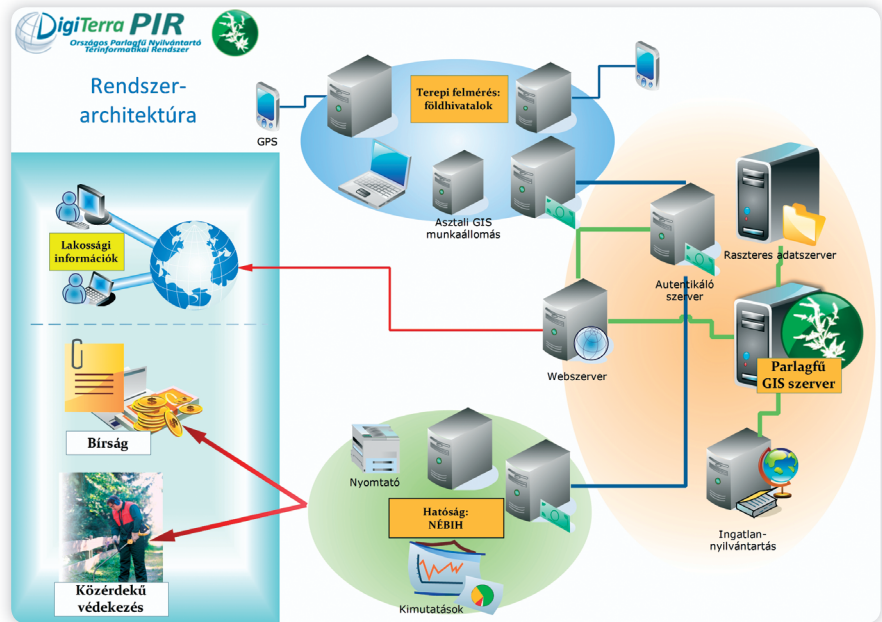 DigiTerra PIR
Országos Parlagfű Nyilvántartó
Térinformatikai Rendszer
Rendszer-
architektúra
GPS
Terepi felmérés:
földhivatalok
Asztali GIS
munkaállomás
Lakossági
információk
Raszteres adatszerver
Autentikáló
szerver
Webszerver
Parlagfű
GIS szerver
Bírság
Nyomtató
Hatóság:
NÉBIH
Ingatlan-
nyilvántartás
Közérdekű
védekezés
Kimutatások